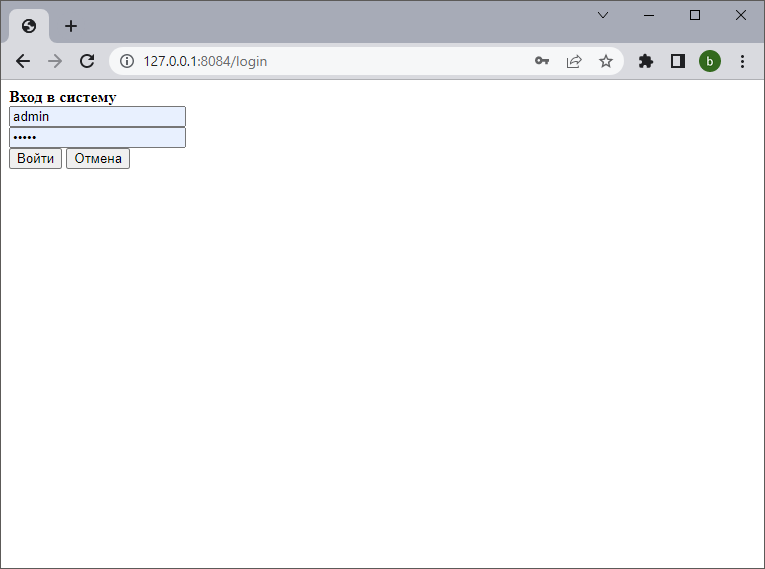 127.0.0.1:8084/login
b
Вход в систему
admin
•••••
Войти Отмена